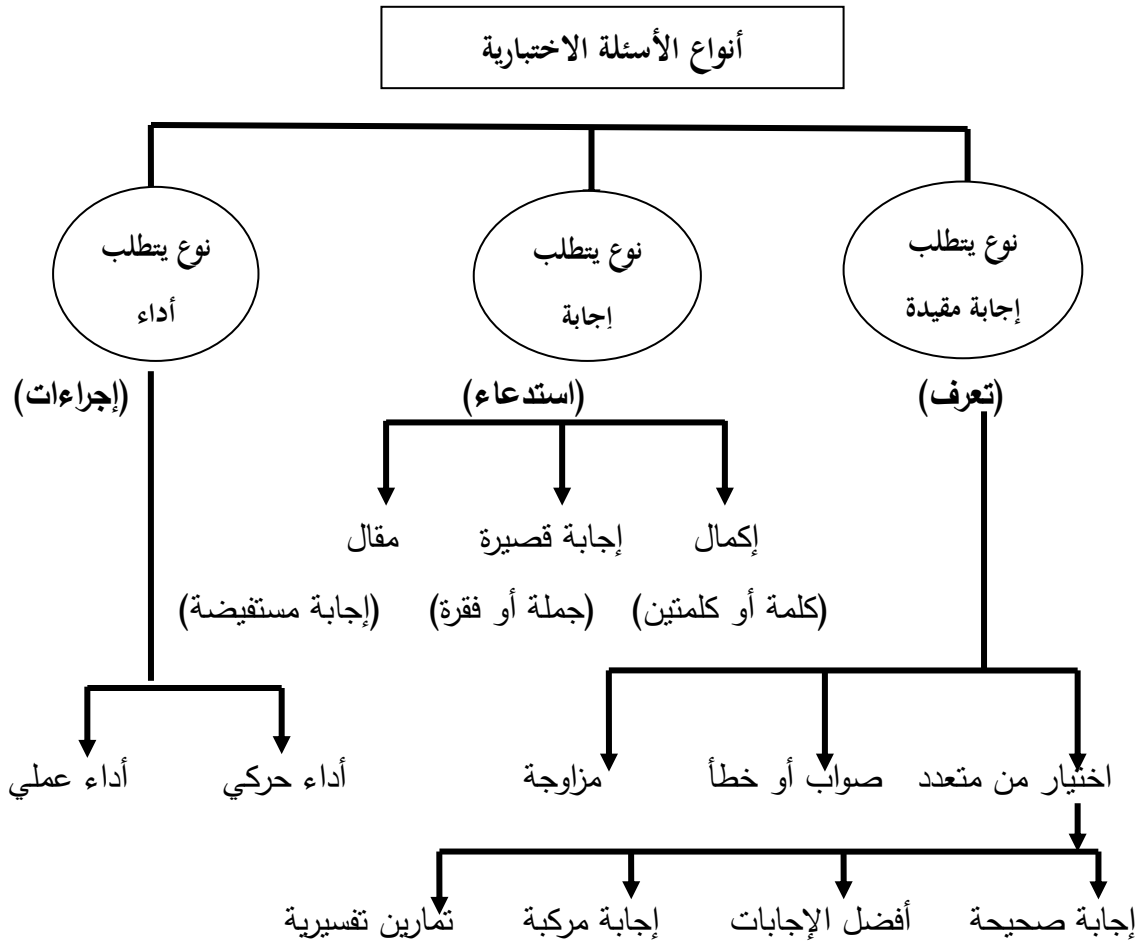 أنواع الأسئلة الاختبارية
نوع يتطلب
إجابة مقيدة
نوع يتطلب
إجابة
نوع يتطلب
أداء
(تعرف)
(استدعاء)
(إجراءات)
إكمال
إجابة قصيرة
مقال
(كلمة أو كلمتين)
(جملة أو فقرة)
(إجابة مستفيضة)
اختيار من متعدد
صواب أو خطأ
مزاوجة
أداء حركي
أداء عملي
إجابة صحيحة
أفضل الإجابات
إجابة مركبة
تمارين تفسيرية